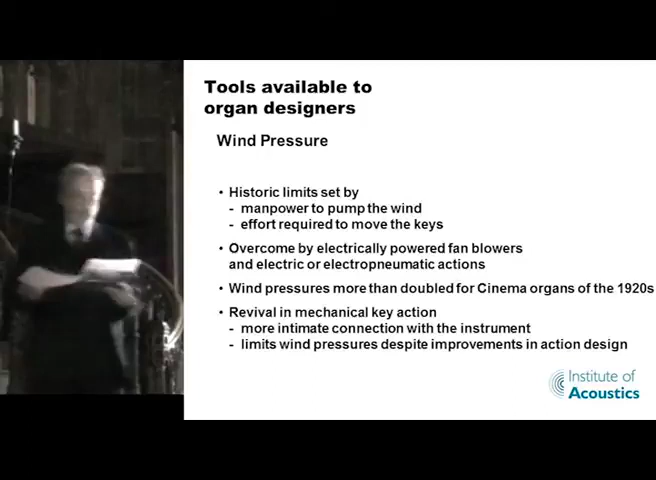 Tools available to
organ designers
Wind Pressure
• Historic limits set by
- manpower to pump the wind
- effort required to move the keys
• Overcome by electrically powered fan blowers
and electric or electropneumatic actions
• Wind pressures more than doubled for Cinema organs of the 1920s
• Revival in mechanical key action
- more intimate connection with the instrument
- limits wind pressures despite improvements in action design
Institute of
Acoustics